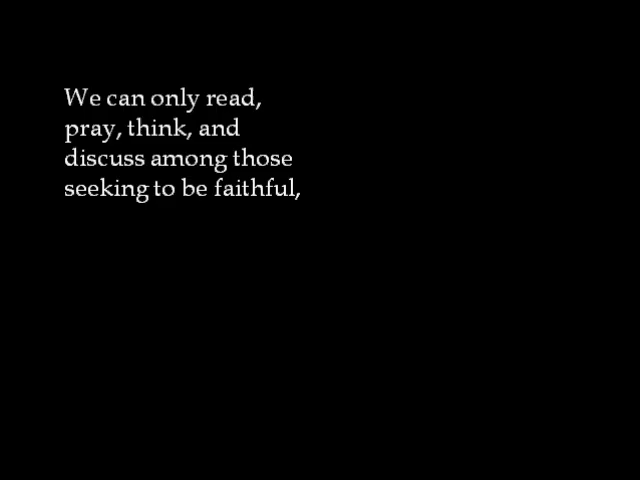 We can only read,
pray, think, and
discuss among those
seeking to be faithful,